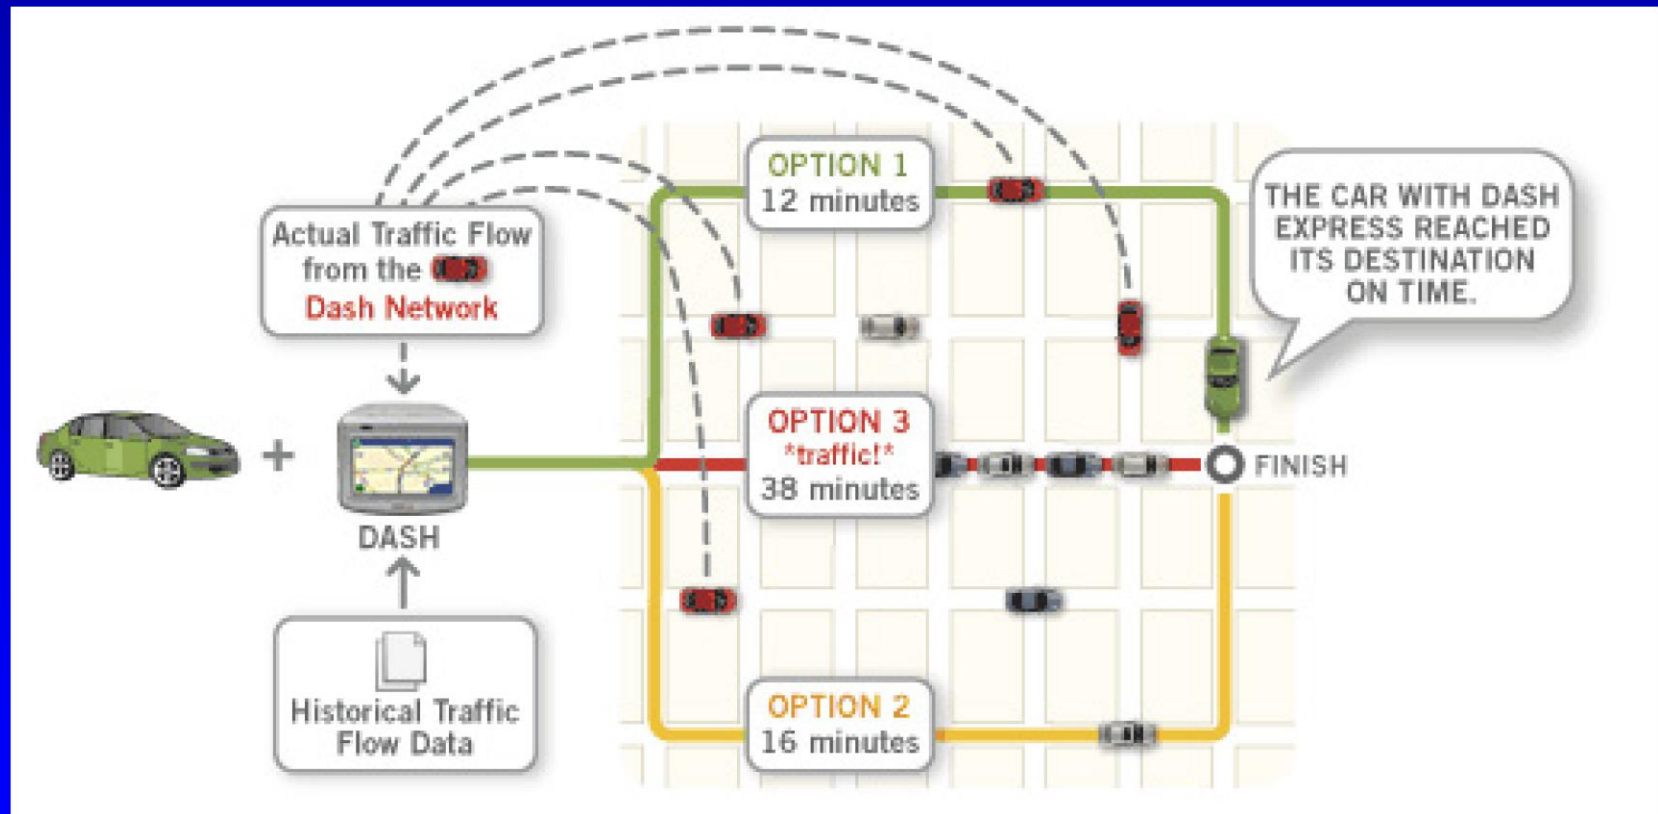 OPTION 1
12 minutes
THE CAR WITH DASH
EXPRESS REACHED
ITS DESTINATION
ON TIME.
Actual Traffic Flow
from the
Dash Network
OPTION 3
*traffic!*
38 minutes
FINISH
DASH
Historical Traffic
Flow Data
OPTION 2
16 minutes